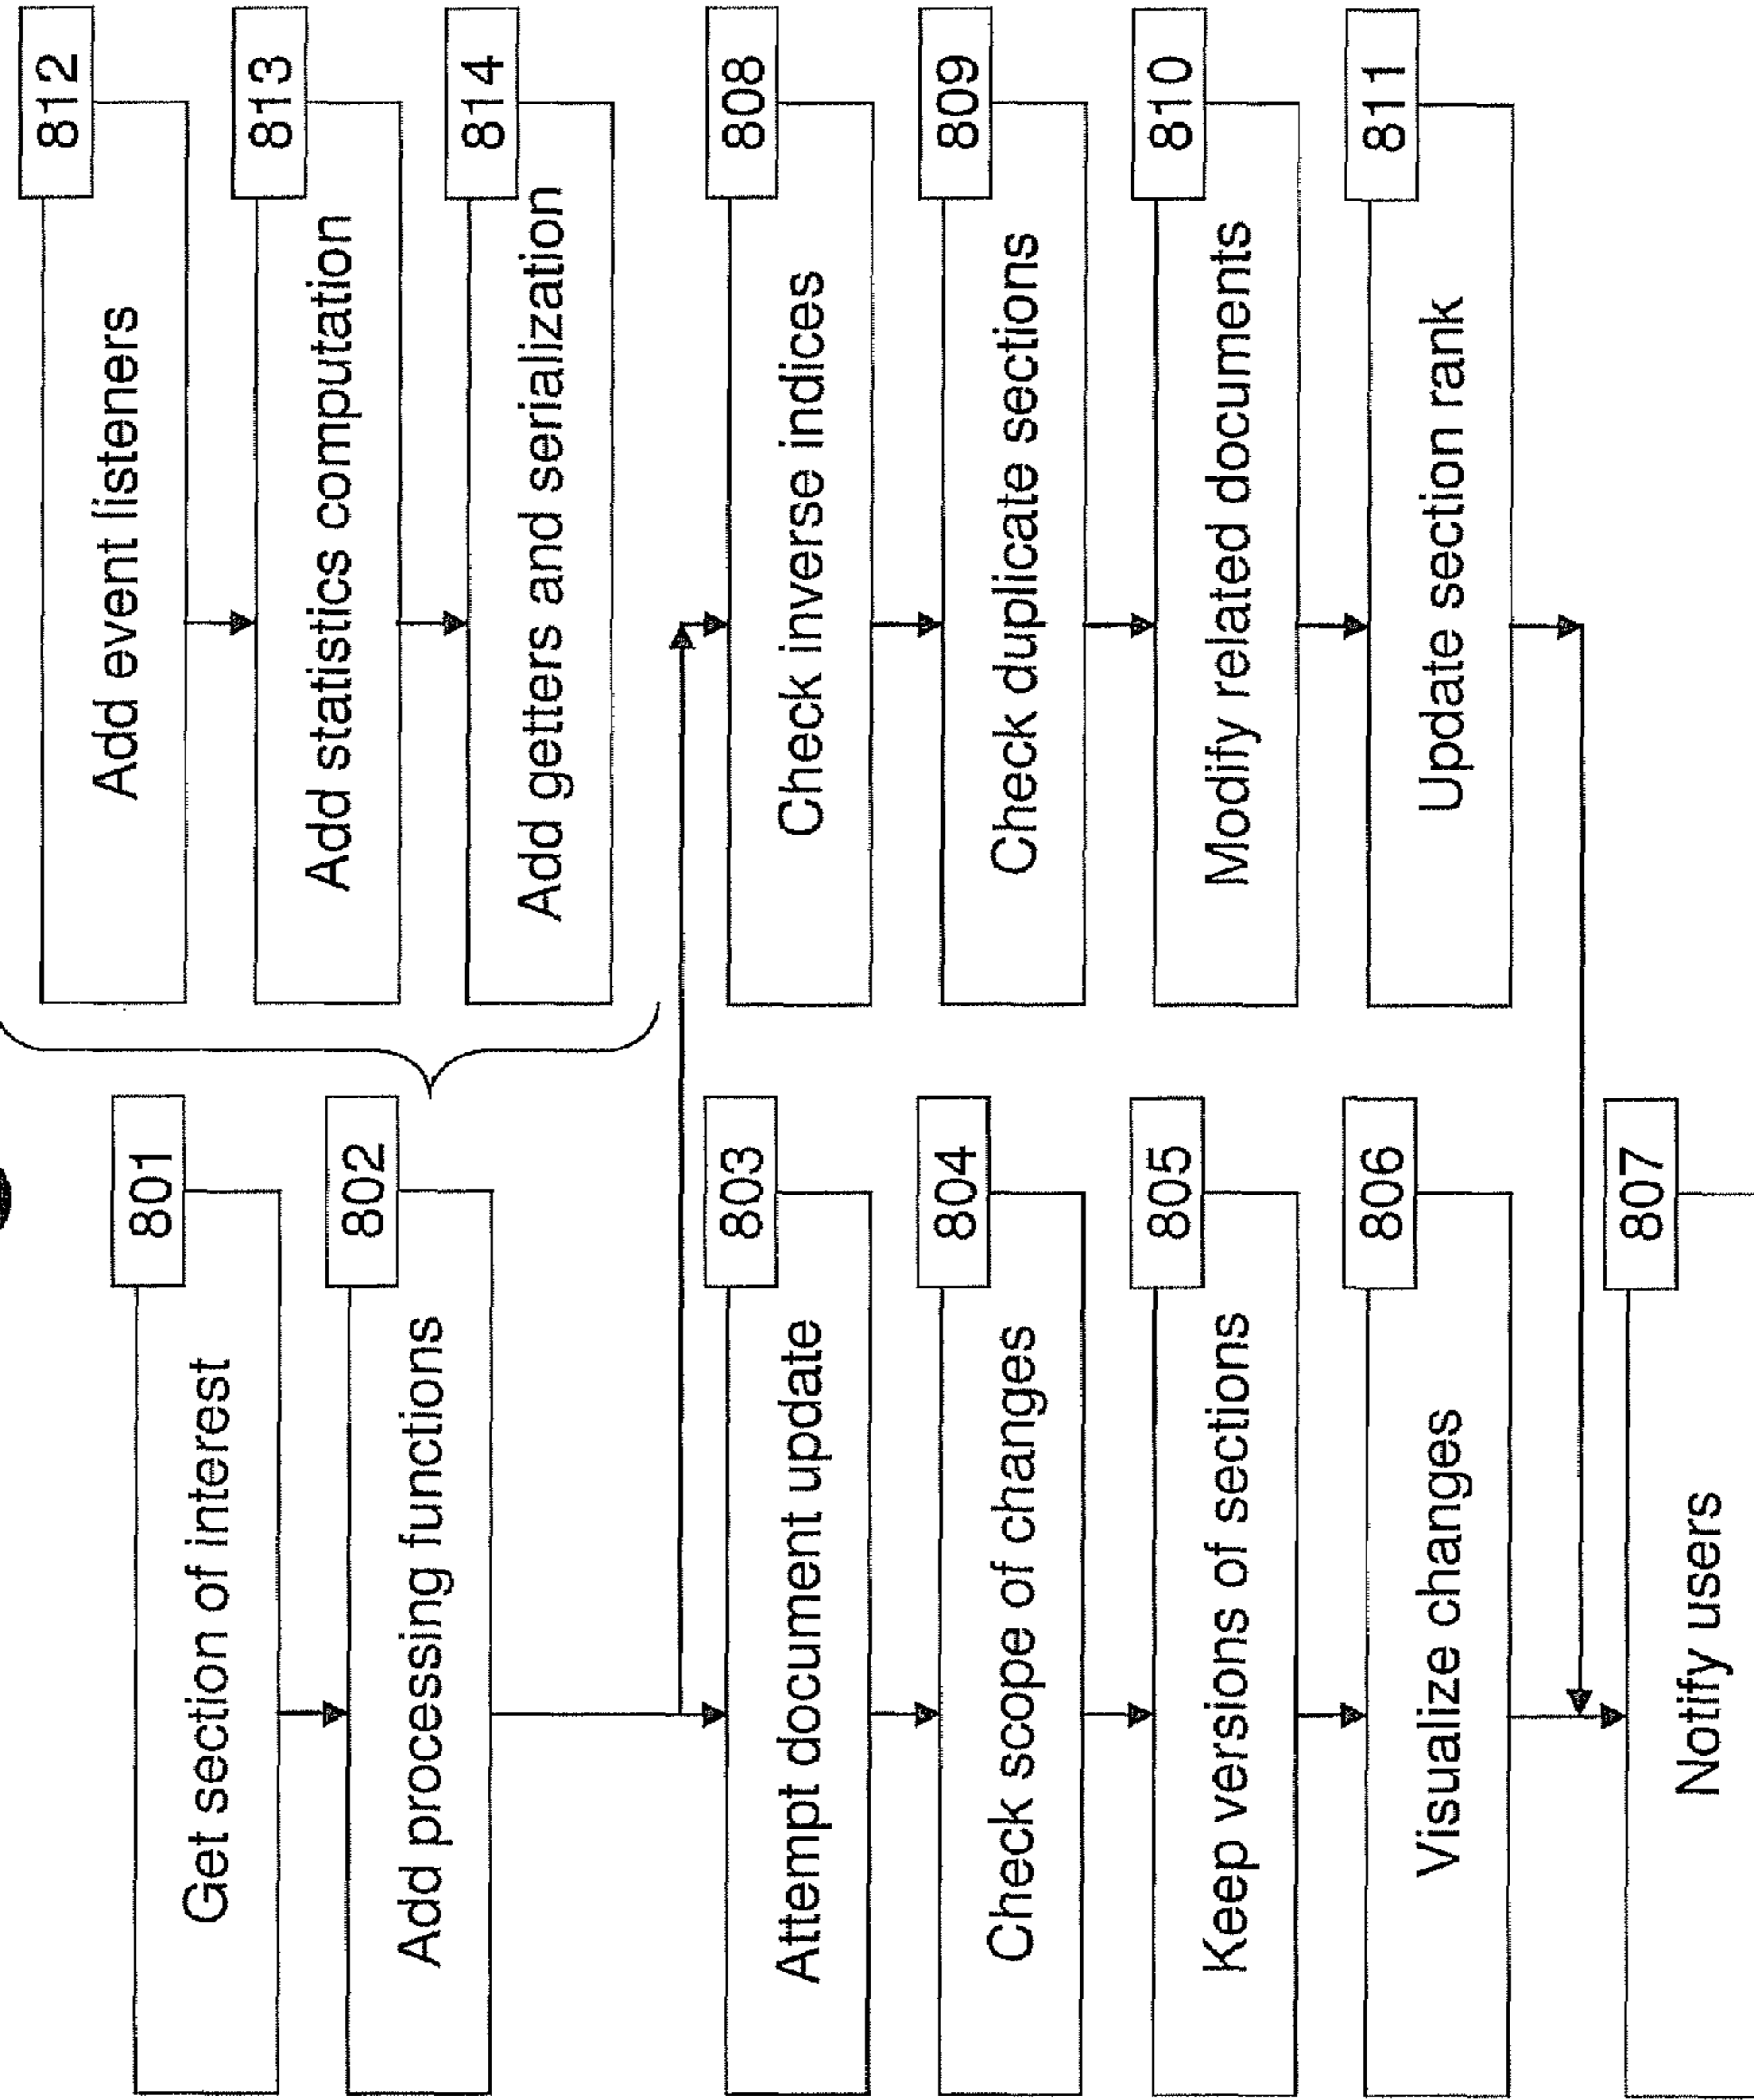 801
Get section of interest
802
Add processing functions
803
Attempt document update
804
Check scope of changes
805
Keep versions of sections
806
Visualize changes
807
Notify users
812
Add event listeners
813
Add statistics computation
814
Add getters and serialization
808
Check inverse indices
809
Check duplicate sections
810
Modify related documents
811
Update section rank